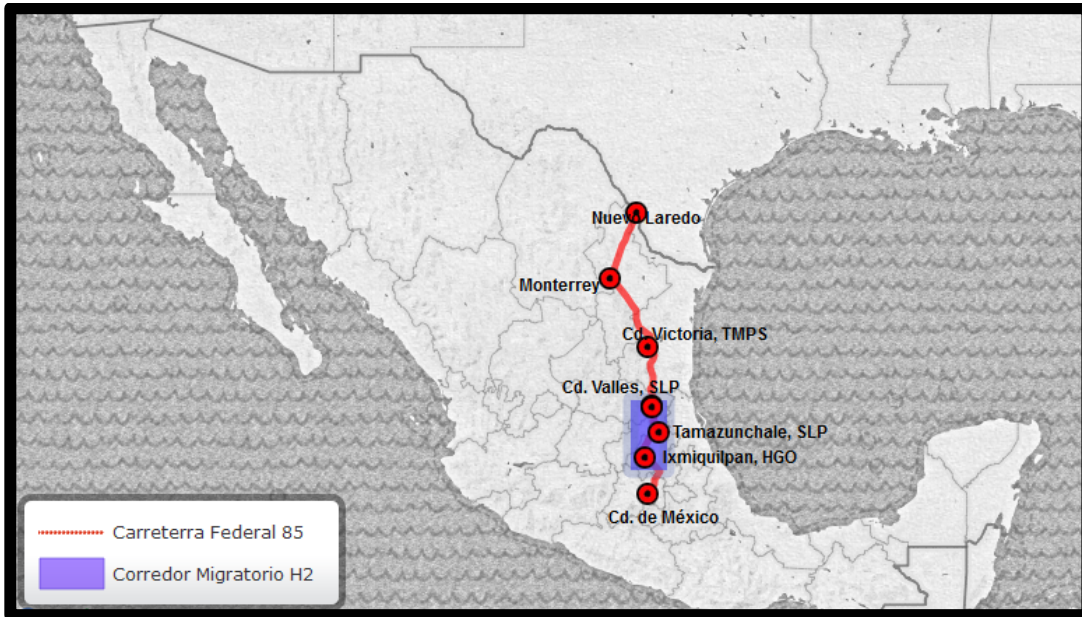 Nuevo Laredo
Monterrey
Cd. Victoria, TMPS
Cd. Valles, SLP
Tamazunchale, SLP
Ixmiquilpan, HGO
Cd. de México
Carreterra Federal 85
Corredor Migratorio H2